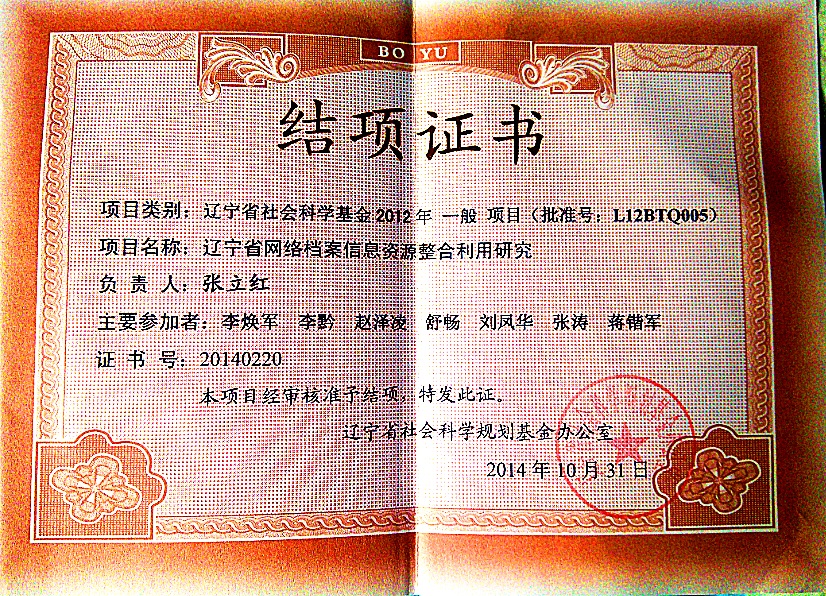 BO YU
结项证书
项目类别：辽宁省社会科学基金2012年 一般 项目（批准号：L12BTQ005）
项目名称：辽宁省网络档案信息资源整合利用研究
负 责 人：张立红
主要参加者：李焕军 李黔 赵泽凌 舒畅 刘凤华 张涛 蒋锴军
证 书 号：20140220
本项目经审核准予结项，特发此证。
辽宁省社会科学规划基金办公室
2014年10月31日